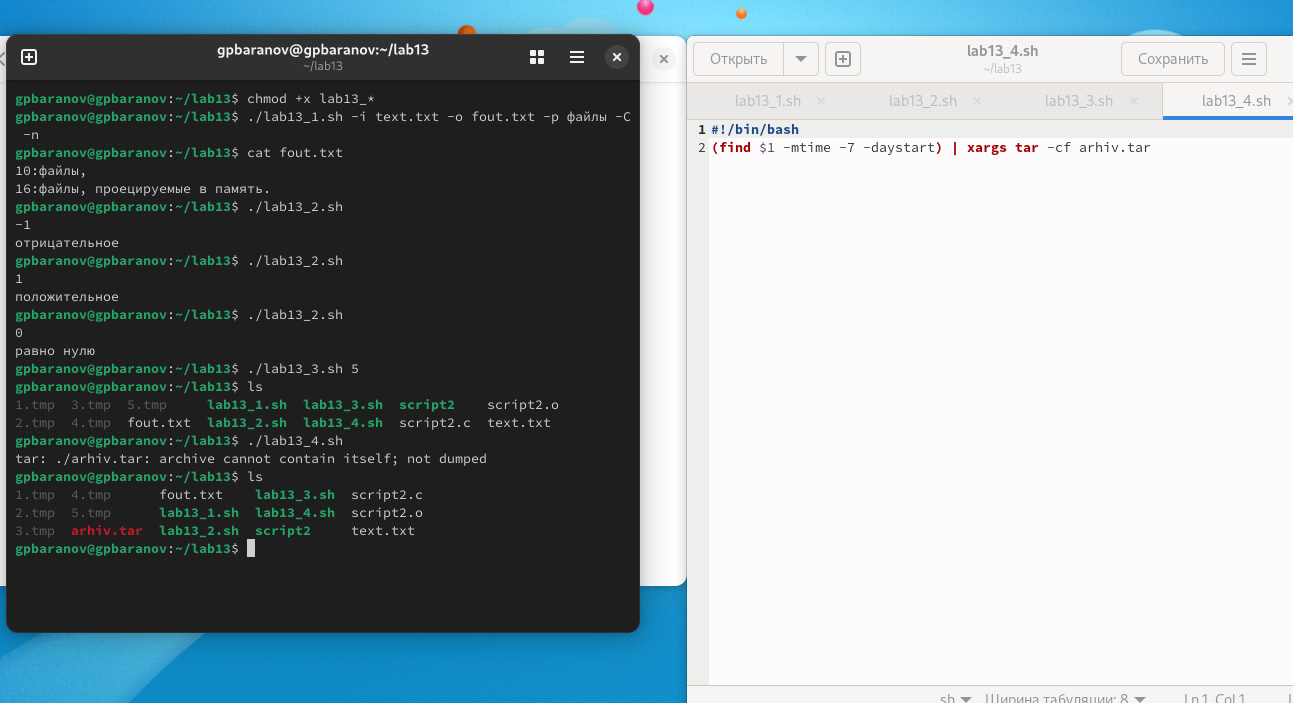 gpbaranov@gpbaranov:~/lab13
~/lab13
gpbaranov@gpbaranov:~/lab13$ chmod +x lab13_*
gpbaranov@gpbaranov:~/lab13$ ./lab13_1.sh -i text.txt -o fout.txt -p файлы -C
-n
gpbaranov@gpbaranov:~/lab13$ cat fout.txt
10:файлы,
16:файлы, проецируемые в память.
gpbaranov@gpbaranov:~/lab13$ ./lab13_2.sh
-1
отрицательное
gpbaranov@gpbaranov:~/lab13$ ./lab13_2.sh
1
положительное
gpbaranov@gpbaranov:~/lab13$ ./lab13_2.sh
0
равно нулю
gpbaranov@gpbaranov:~/lab13$ ./lab13_3.sh 5
gpbaranov@gpbaranov:~/lab13$ ls
1.tmp 3.tmp 5.tmp lab13_1.sh lab13_3.sh script2 script2.o
2.tmp 4.tmp fout.txt lab13_2.sh lab13_4.sh script2.c text.txt
gpbaranov@gpbaranov:~/lab13$ ./lab13_4.sh
tar: ./arhiv.tar: archive cannot contain itself; not dumped
gpbaranov@gpbaranov:~/lab13$ ls
1.tmp 4.tmp fout.txt lab13_3.sh script2.c
2.tmp 5.tmp lab13_1.sh lab13_4.sh script2.o
3.tmp arhiv.tar lab13_2.sh script2 text.txt
gpbaranov@gpbaranov:~/lab13$
Открыть
lab13_4.sh
~/lab13
Сохранить
lab13_1.sh lab13_2.sh lab13_3.sh lab13_4.sh
1 #!/bin/bash
2 (find $1 -mtime -7 -daystart) | xargs tar -cf arhiv.tar
sh Ширина табуляции: 8 Ln 1, Col 1